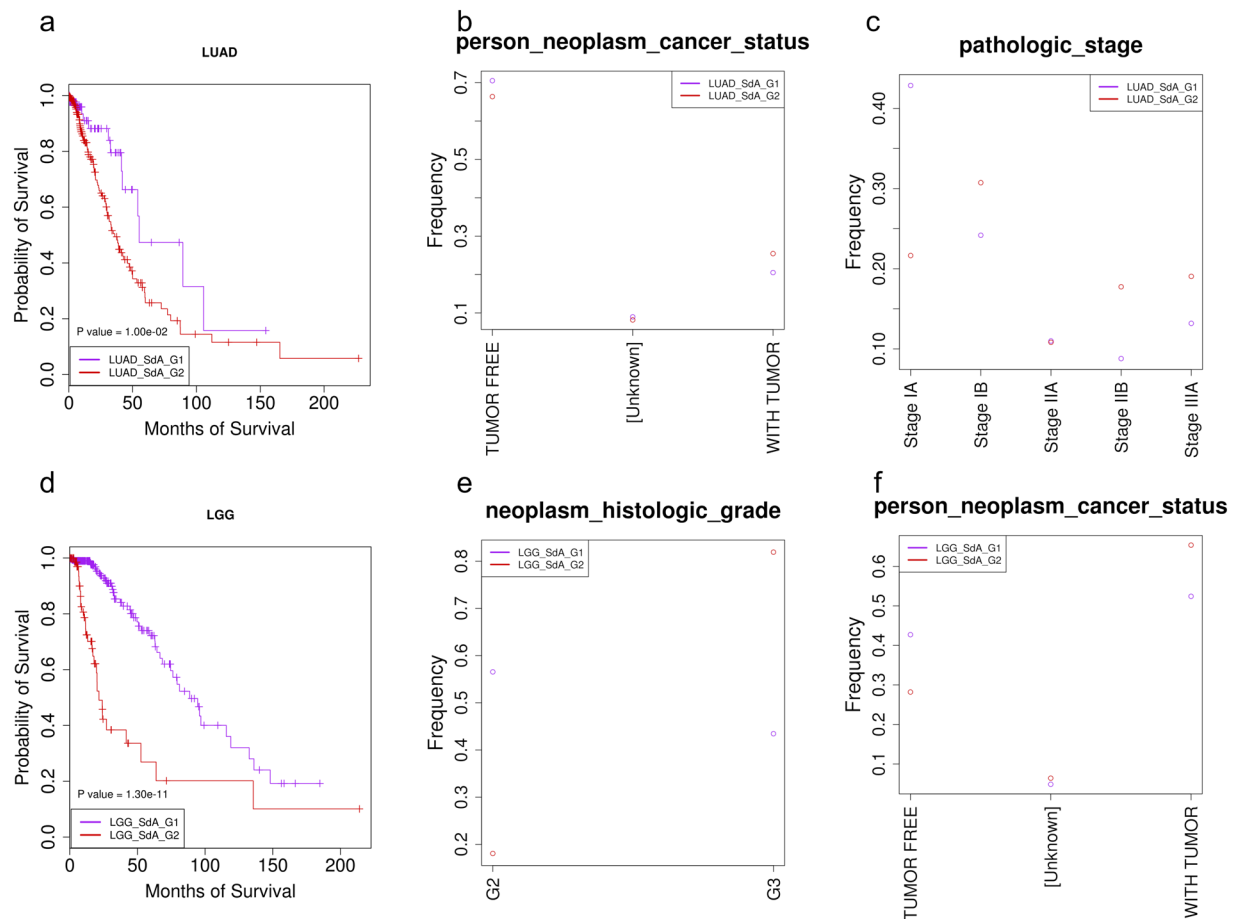 a
LUAD
Probability of Survival
1.0
0.8
0.6
0.4
0.2
0.0
P value = 1.00e-02
LUAD_SdA_G1
LUAD_SdA_G2
0
50
100
150
200
Months of Survival
b
person_neoplasm_cancer_status
Frequency
0.7
0.5
0.3
0.1
LUAD_SdA_G1
LUAD_SdA_G2
TUMOR FREE
[Unknown]
WITH TUMOR
c
pathologic_stage
Frequency
0.40
0.30
0.20
0.10
LUAD_SdA_G1
LUAD_SdA_G2
Stage IA
Stage IB
Stage IIA
Stage IIB
Stage IIIA
d
LGG
Probability of Survival
1.0
0.8
0.6
0.4
0.2
0.0
P value = 1.30e-11
LGG_SdA_G1
LGG_SdA_G2
0
50
100
150
200
Months of Survival
e
neoplasm_histologic_grade
Frequency
0.8
0.7
0.6
0.5
0.4
0.3
0.2
LGG_SdA_G1
LGG_SdA_G2
G2
G3
f
person_neoplasm_cancer_status
Frequency
0.6
0.5
0.4
0.3
0.2
0.1
LGG_SdA_G1
LGG_SdA_G2
TUMOR FREE
[Unknown]
WITH TUMOR